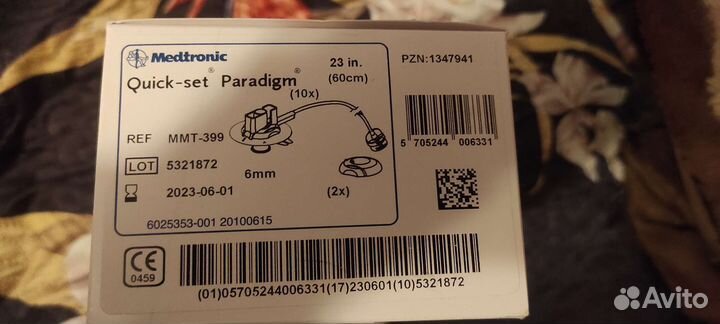 Medtronic
Quick-set® Paradigm®
23 in.
(60cm)
(10x)
REF MMT-399
LOT 5321872
2023-06-01
6mm
(2x)
6025353-001 20100615
PZN:1347941
5 705244 006331
CE
0459
(01)05705244006331(17)230601(10)5321872
Avito